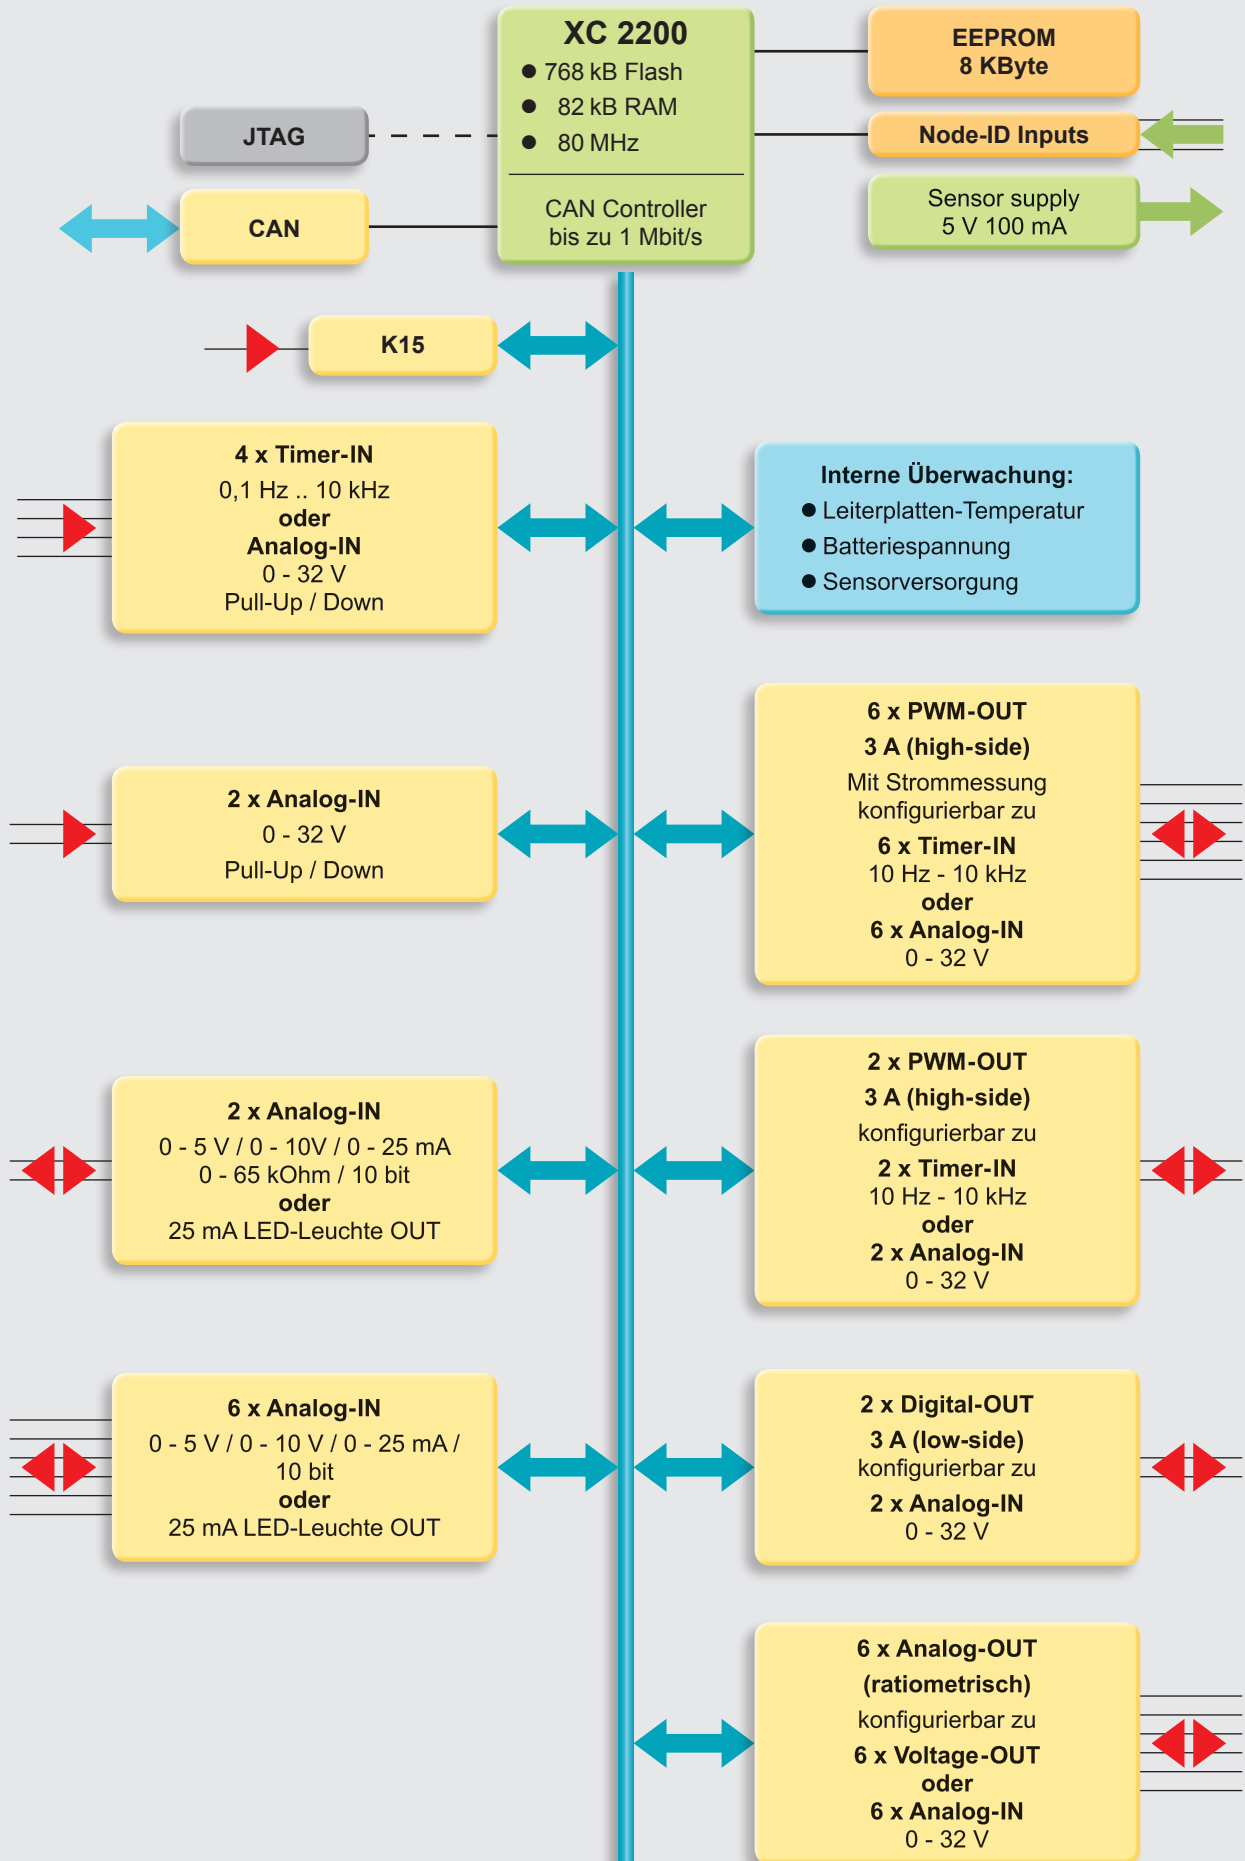 XC 2200
● 768 kB Flash
● 82 kB RAM
● 80 MHz
CAN Controller
bis zu 1 Mbit/s
EEPROM
8 KByte
JTAG
Node-ID Inputs
CAN
Sensor supply
5 V 100 mA
K15
4 x Timer-IN
0,1 Hz .. 10 kHz
oder
Analog-IN
0 - 32 V
Pull-Up / Down
Interne Überwachung:
● Leiterplatten-Temperatur
● Batteriespannung
● Sensorversorgung
2 x Analog-IN
0 - 32 V
Pull-Up / Down
6 x PWM-OUT
3 A (high-side)
Mit Strommessung
konfigurierbar zu
6 x Timer-IN
10 Hz - 10 kHz
oder
6 x Analog-IN
0 - 32 V
2 x Analog-IN
0 - 5 V / 0 - 10V / 0 - 25 mA
0 - 65 kOhm / 10 bit
oder
25 mA LED-Leuchte OUT
2 x PWM-OUT
3 A (high-side)
konfigurierbar zu
2 x Timer-IN
10 Hz - 10 kHz
oder
2 x Analog-IN
0 - 32 V
6 x Analog-IN
0 - 5 V / 0 - 10 V / 0 - 25 mA /
10 bit
oder
25 mA LED-Leuchte OUT
2 x Digital-OUT
3 A (low-side)
konfigurierbar zu
2 x Analog-IN
0 - 32 V
6 x Analog-OUT
(ratiometrisch)
konfigurierbar zu
6 x Voltage-OUT
oder
6 x Analog-IN
0 - 32 V